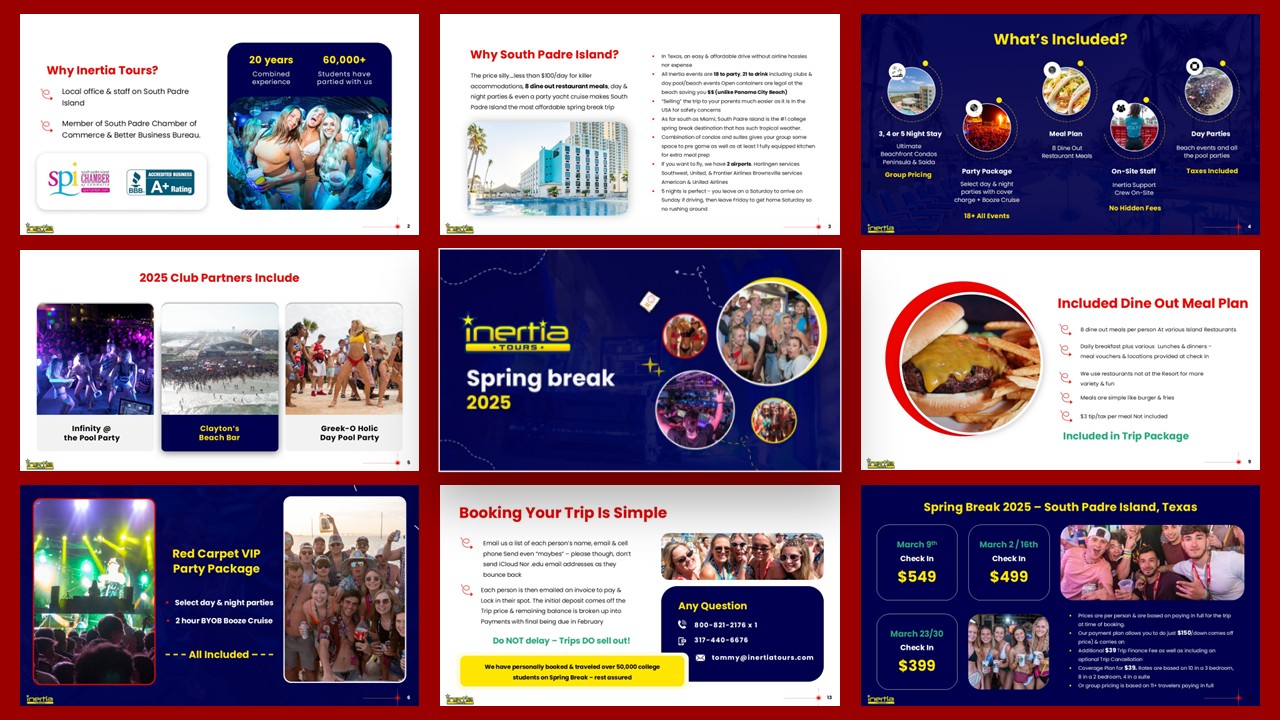 Why Inertia Tours?
Local office & staff on South Padre
Island
Member of South Padre Chamber of
Commerce & Better Business Bureau.
spi
CHAMBER
BBB
ACCREDITED BUSINESS
A+ Rating
20 years
Combined
experience
60,000+
Students have
partied with us
inertia
2
Why South Padre Island?
The price silly...less than $100/day for killer
accommodations, 8 dine out restaurant meals, day &
night parties & even a party yacht cruise makes South
Padre Island the most affordable spring break trip
• In Texas, an easy & affordable drive without airline hassles
nor expense
• All Inertia events are 18 to party, 21 to drink including clubs &
day pool/beach events Open containers are legal at the
beach saving you $$ (unlike Panama City Beach)
• "Selling" the trip to your parents much easier as it is in the
USA for safety concerns
• As far south as Miami, South Padre Island is the #1 college
spring break destination that has such tropical weather.
• Combination of condos and suites gives your group some
space to pre game as well as at least 1 fully equipped kitchen
for extra meal prep
• If you want to fly, we have 2 airports. Harlingen services
Southwest, United, & Frontier Airlines Brownsville services
American & United Airlines
• 5 nights is perfect – you leave on a Saturday to arrive on
Sunday if driving, then leave Friday to get home Saturday so
no rushing around
inertia
3
What's Included?
3, 4 or 5 Night Stay
Ultimate
Beachfront Condos
Peninsula & Saida
Group Pricing
Party Package
Select day & night
parties with cover
charge + Booze Cruise
18+ All Events
Meal Plan
8 Dine Out
Restaurant Meals
On-Site Staff
Inertia Support
Crew On-Site
No Hidden Fees
Day Parties
Beach events and all
the pool parties
Taxes Included
inertia
4
2025 Club Partners Include
Infinity @
the Pool Party
Clayton's
Beach Bar
Greek-O Holic
Day Pool Party
inertia
5
inertia
• TOURS •
Spring break
2025
Included Dine Out Meal Plan
8 dine out meals per person At various Island Restaurants
Daily breakfast plus various Lunches & dinners –
meal vouchers & locations provided at check in
We use restaurants not at the Resort for more
variety & fun
Meals are simple like burger & fries
$3 tip/tax per meal Not included
Included in Trip Package
inertia
9
Red Carpet VIP
Party Package
• Select day & night parties
• 2 hour BYOB Booze Cruise
- - - All Included - - -
inertia
6
Booking Your Trip Is Simple
Email us a list of each person's name, email & cell
phone Send even "maybes" – please though, don't
send iCloud Nor .edu email addresses as they
bounce back
Each person is then emailed an invoice to pay &
Lock in their spot. The initial deposit comes off the
Trip price & remaining balance is broken up into
Payments with final being due in February
Do NOT delay – Trips DO sell out!
We have personally booked & traveled over 50,000 college
students on Spring Break – rest assured
Any Question
800-821-2176 x 1
317-440-6676
tommy@inertiatours.com
inertia
13
Spring Break 2025 – South Padre Island, Texas
March 9th
Check In
$549
March 2 / 16th
Check In
$499
March 23/30
Check In
$399
• Prices are per person & are based on paying in full for the trip
at time of booking.
• Our payment plan allows you to do just $150/down comes off
price) & carries on
• Additional $39 Trip Finance Fee as well as including an
optional Trip Cancellation
• Coverage Plan for $39. Rates are based on 10 in a 3 bedroom,
8 in a 2 bedroom, 4 in a suite
• Or group pricing is based on 11+ travelers paying in full
inertia